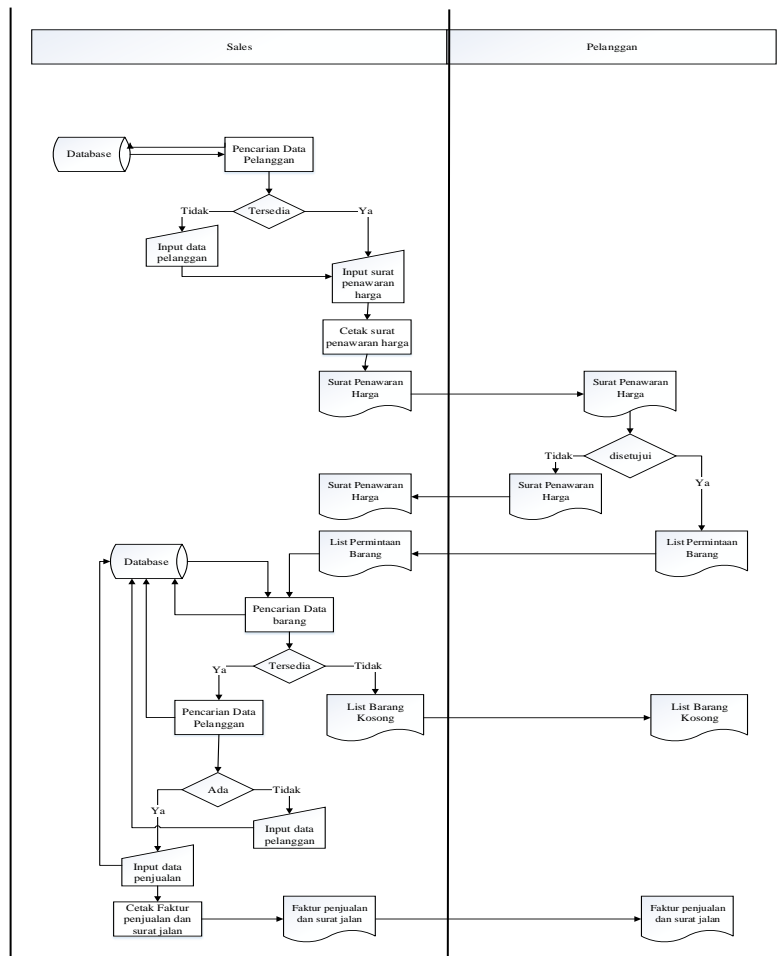 Sales
Pelanggan
Database
Pencarian Data
Pelanggan
Tersedia
Tidak
Ya
Input data
pelanggan
Input surat
penawaran
harga
Cetak surat
penawaran harga
Surat Penawaran
Harga
Surat Penawaran
Harga
disetujui
Tidak
Ya
Surat Penawaran
Harga
Surat Penawaran
Harga
List Permintaan
Barang
List Permintaan
Barang
Database
Pencarian Data
barang
Tersedia
Ya
Tidak
Pencarian Data
Pelanggan
List Barang
Kosong
List Barang
Kosong
Ada
Tidak
Ya
Input data
pelanggan
Input data
penjualan
Cetak Faktur
penjualan dan
surat jalan
Faktur penjualan
dan surat jalan
Faktur penjualan
dan surat jalan